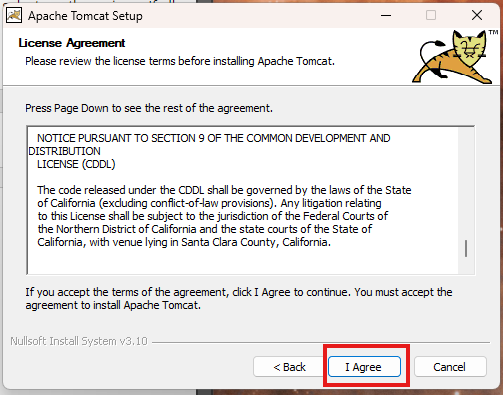 Apache Tomcat Setup
License Agreement
Please review the license terms before installing Apache Tomcat.
TM
Press Page Down to see the rest of the agreement.
NOTICE PURSUANT TO SECTION 9 OF THE COMMON DEVELOPMENT AND
DISTRIBUTION
LICENSE (CDDL)
The code released under the CDDL shall be governed by the laws of the State
of California (excluding conflict-of-law provisions). Any litigation relating
to this License shall be subject to the jurisdiction of the Federal Courts of
the Northern District of California and the state courts of the State of
California, with venue lying in Santa Clara County, California.
If you accept the terms of the agreement, click I Agree to continue. You must accept the
agreement to install Apache Tomcat.
Nullsoft Install System v3.10
< Back
I Agree
Cancel